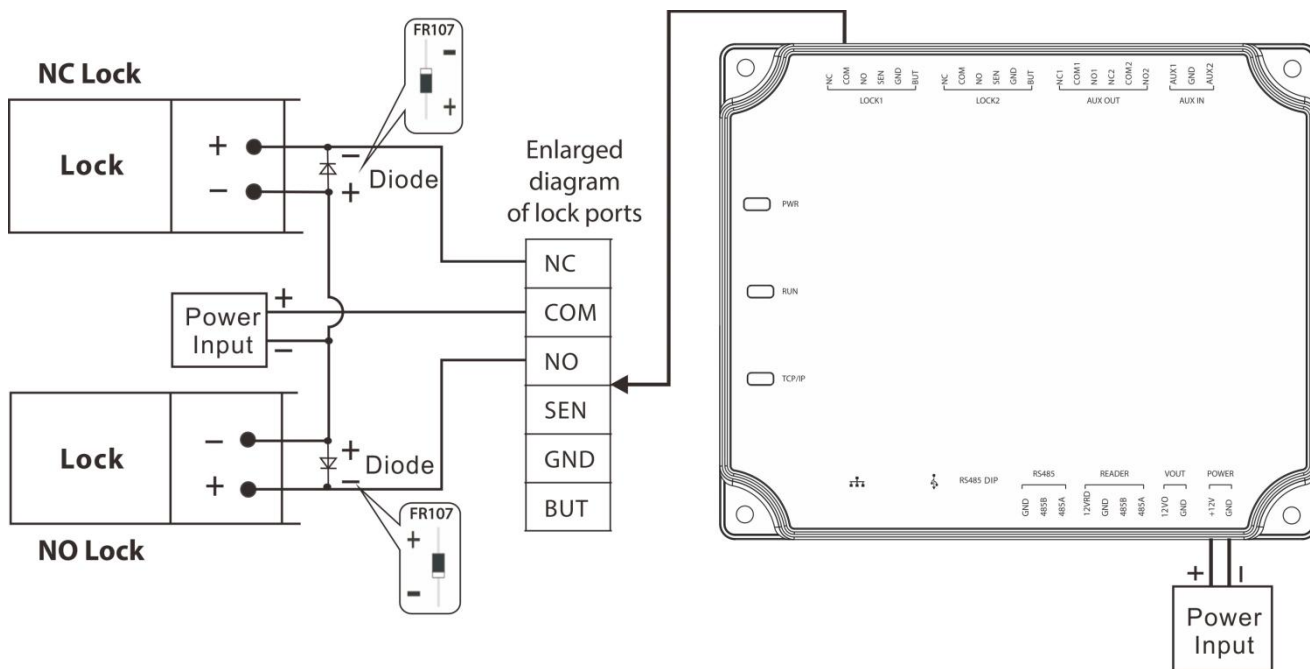 NC Lock
Lock
+
−
FR107
−
+
−
+
Diode
Enlarged
diagram
of lock ports
NC
COM
NO
SEN
GND
BUT
Power
Input
+
−
Lock
−
+
NO Lock
+
−
Diode
FR107
+
−
NC COM NO SEN GND BUT
LOCK1
NC COM NO SEN GND BUT
LOCK2
NC1 COM1 NO1 NC2 COM2 NO2
AUX OUT
AUX1 GND AUX2
AUX IN
PWR
RUN
TCP/IP
RS485 DIP
RS485
GND 485B 485A
READER
12VRD GND 485B 485A
VOUT
12VO GND
POWER
+12V GND
+ −
Power
Input